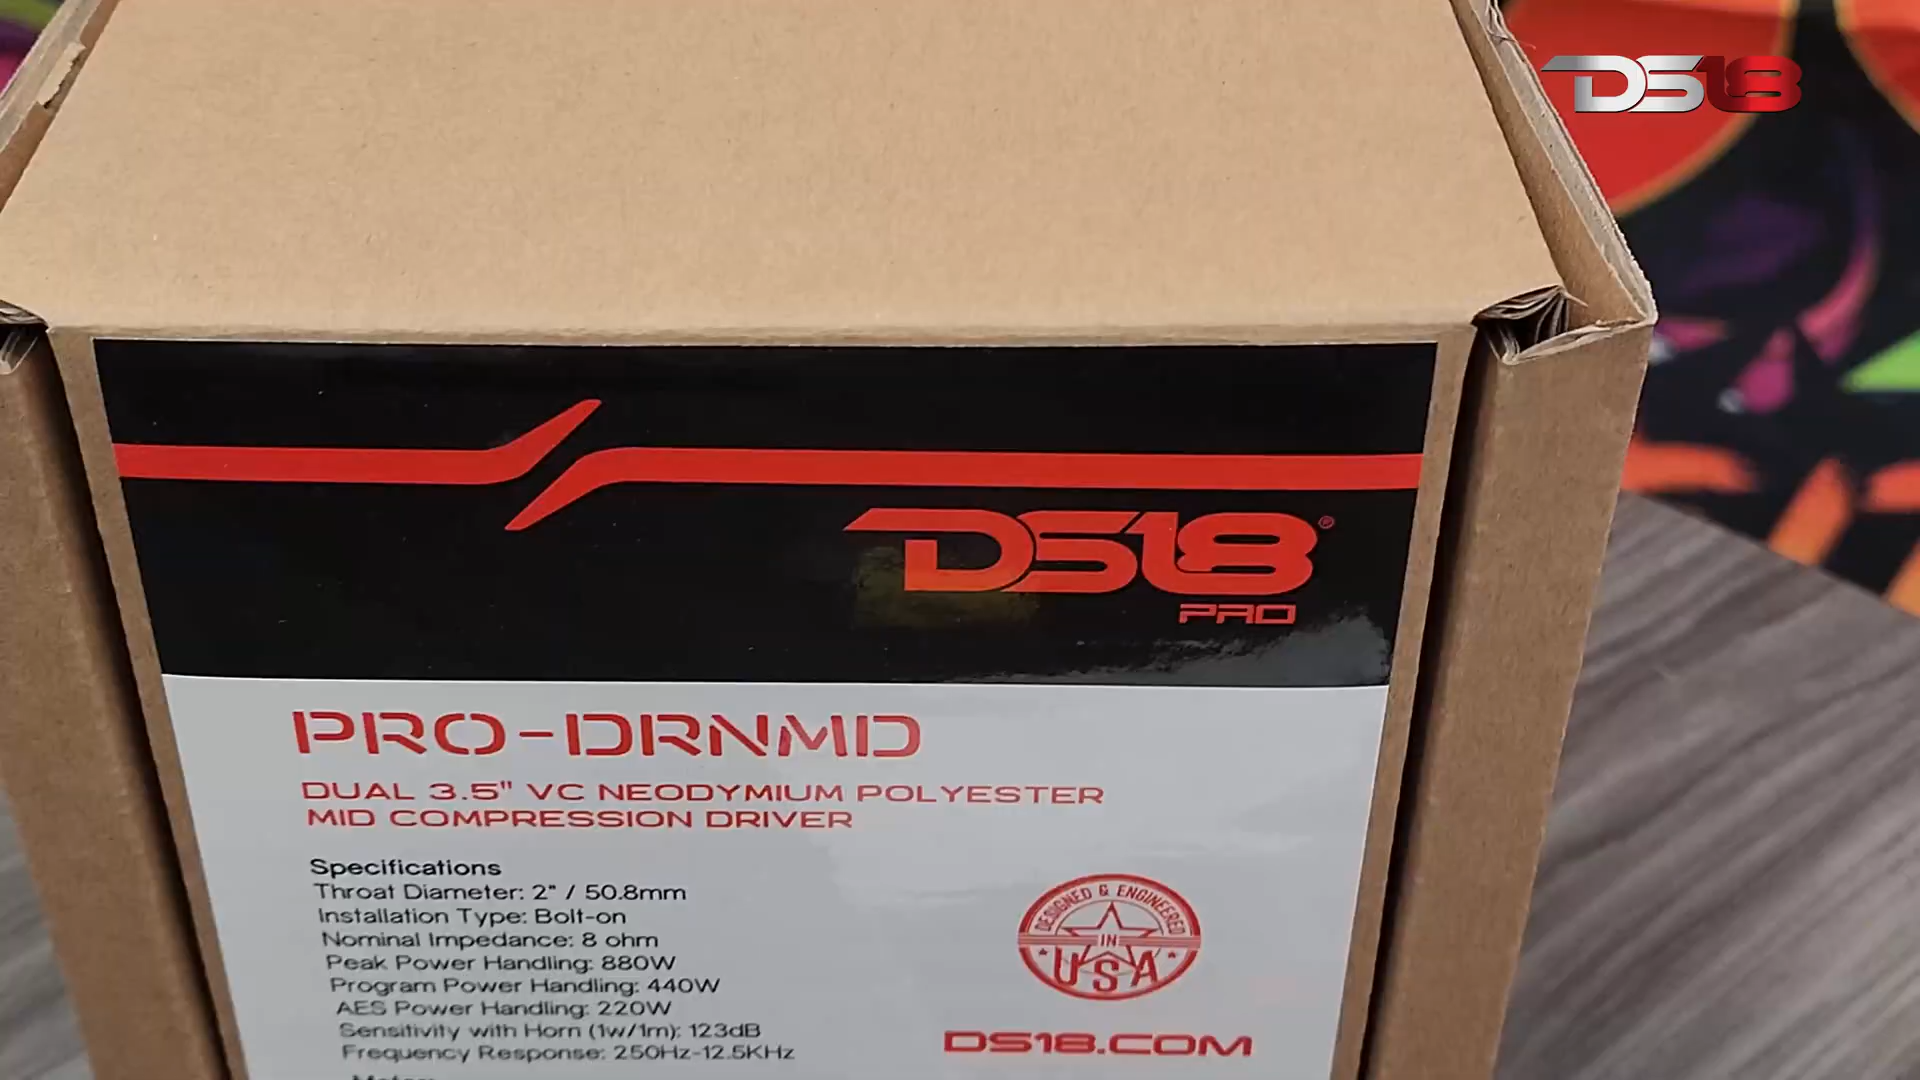 DS18
DS18®
PRO
PRO-DRNMD
DUAL 3.5" VC NEODYMIUM POLYESTER
MID COMPRESSION DRIVER
Specifications
Throat Diameter: 2" / 50.8mm
Installation Type: Bolt-on
Nominal Impedance: 8 ohm
Peak Power Handling: 880W
Program Power Handling: 440W
AES Power Handling: 220W
Sensitivity with Horn (1w/1m): 123dB
Frequency Response: 250Hz-12.5KHz
DESIGNED & ENGINEERED
IN
USA
DS18.COM